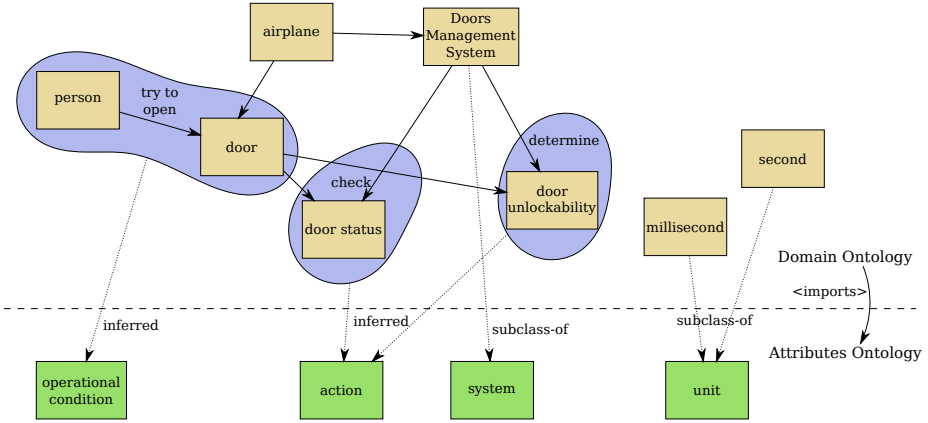 airplane
Doors
Management
System
person
try to
open
door
determine
second
check
door
unlockability
door status
millisecond
Domain Ontology
<imports>
inferred
inferred
subclass-of
subclass-of
Attributes Ontology
operational
condition
action
system
unit